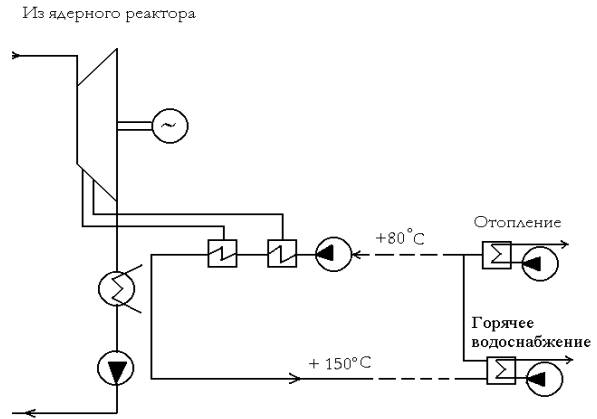 Из ядерного реактора
~
Отопление
+80°C
Горячее
водоснабжение
+ 150°C